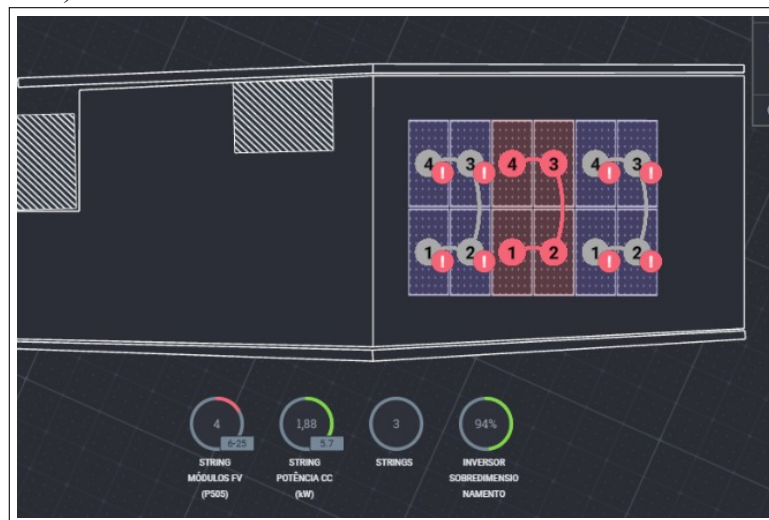 4 3 4 3 4 3
1 2 1 2 1 2
4 1,88 3 94%
6-25 5.7
STRING STRING STRINGS INVERSOR
MÓDULOS FV POTÊNCIA CC SOBREDIMENSIO
(P505) (kW) NAMENTO